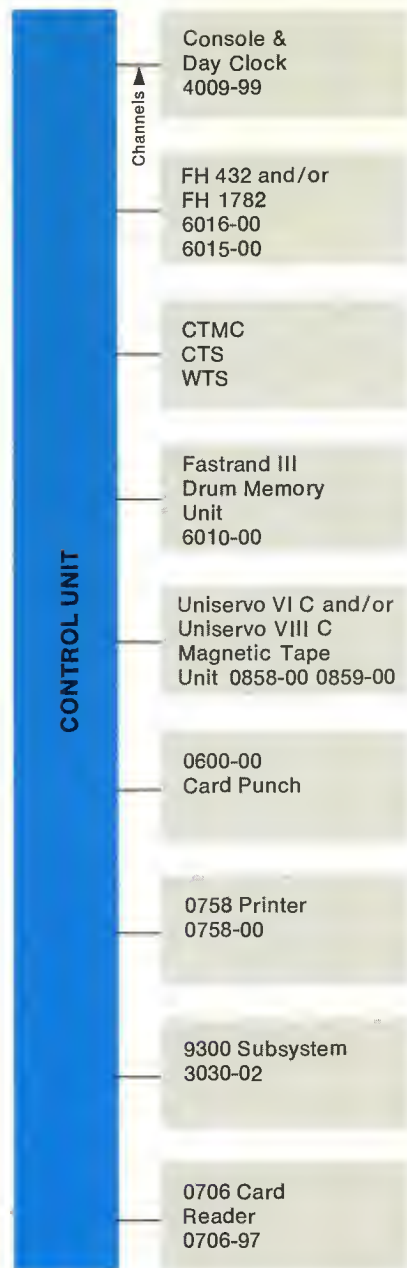 Console &
Day Clock
4009-99
Channels ▶
FH 432 and/or
FH 1782
6016-00
6015-00
CTMC
CTS
WTS
Fastrand III
Drum Memory
Unit
6010-00
CONTROL UNIT
Uniservo VI C and/or
Uniservo VIII C
Magnetic Tape
Unit 0858-00 0859-00
0600-00
Card Punch
0758 Printer
0758-00
9300 Subsystem
3030-02
0706 Card
Reader
0706-97